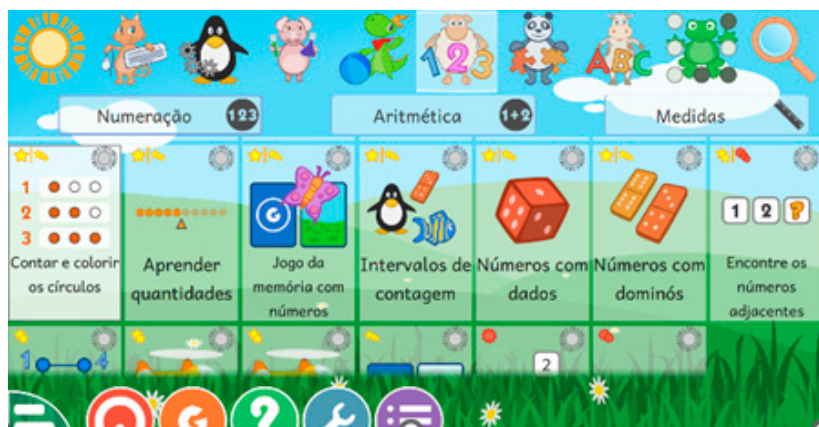 123
ABC
Numeração 123
Aritmética 1+2
Medidas
1
2
3
Contar e colorir
os círculos
Aprender
quantidades
G
Jogo da
memória com
números
Intervalos de
contagem
Números com
dados
Números com
dominós
1 2 ?
Encontre os
números
adjacentes
1 4
2
G ?